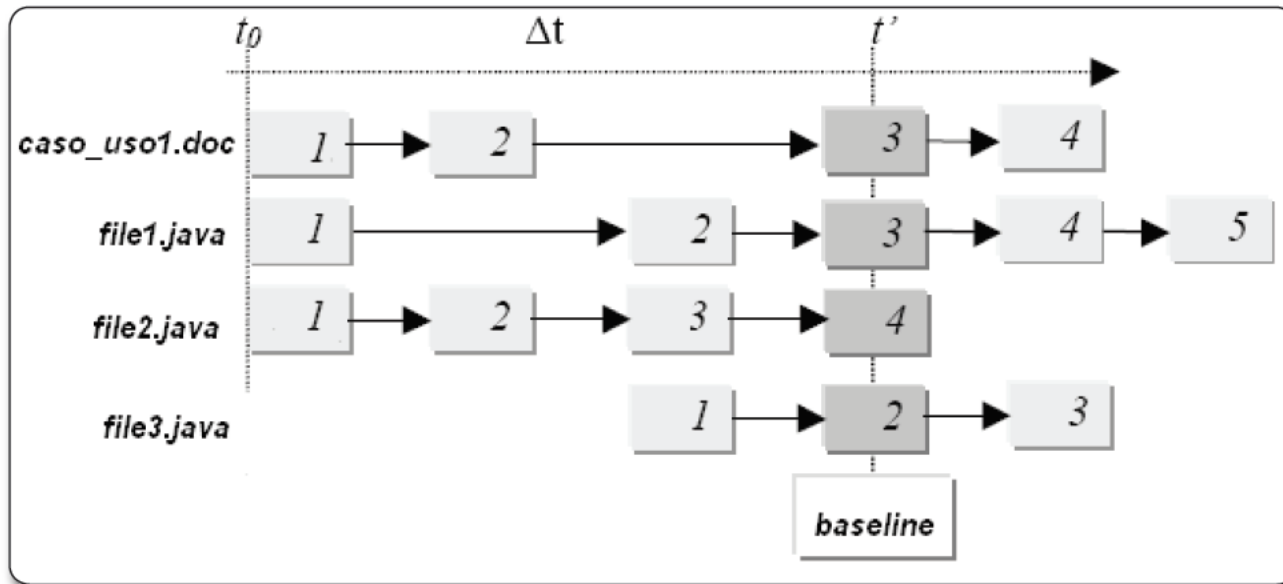 t₀ Δt t'
caso_uso1.doc 1 2 3 4
file1.java 1 2 3 4 5
file2.java 1 2 3 4
file3.java 1 2 3
baseline